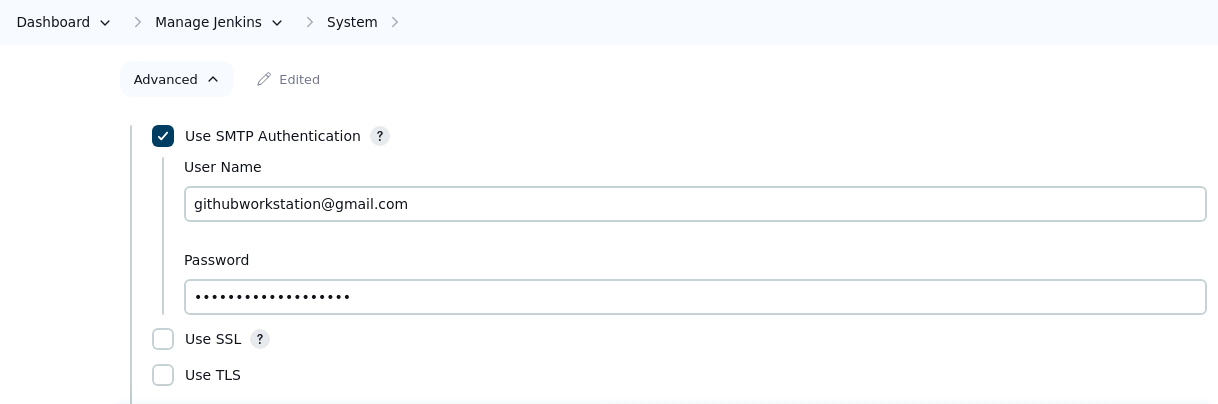 Dashboard Manage Jenkins System
Advanced Edited
Use SMTP Authentication ?
User Name
githubworkstation@gmail.com
Password
•••••••••••••••••••
Use SSL ?
Use TLS